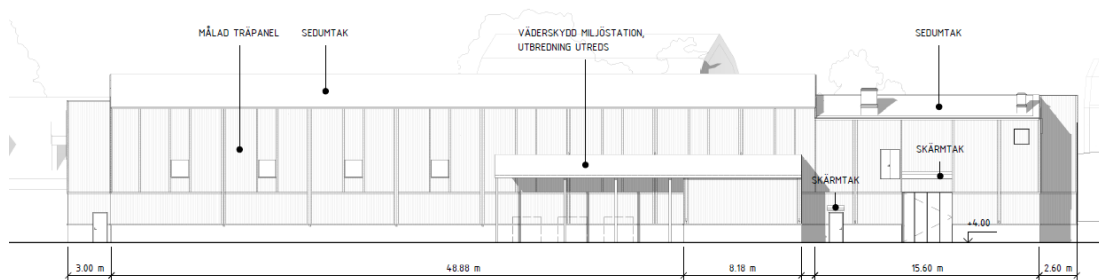 MÅLAD TRÄPANEL
SEDUMTAK
VÄDERSKYDD MILJÖSTATION,
UTBREDNING UTREDS
SEDUMTAK
SKÄRMTAK
SKÄRMTAK
+4.00
3.00 m
48.88 m
8.18 m
15.60 m
2.60 m